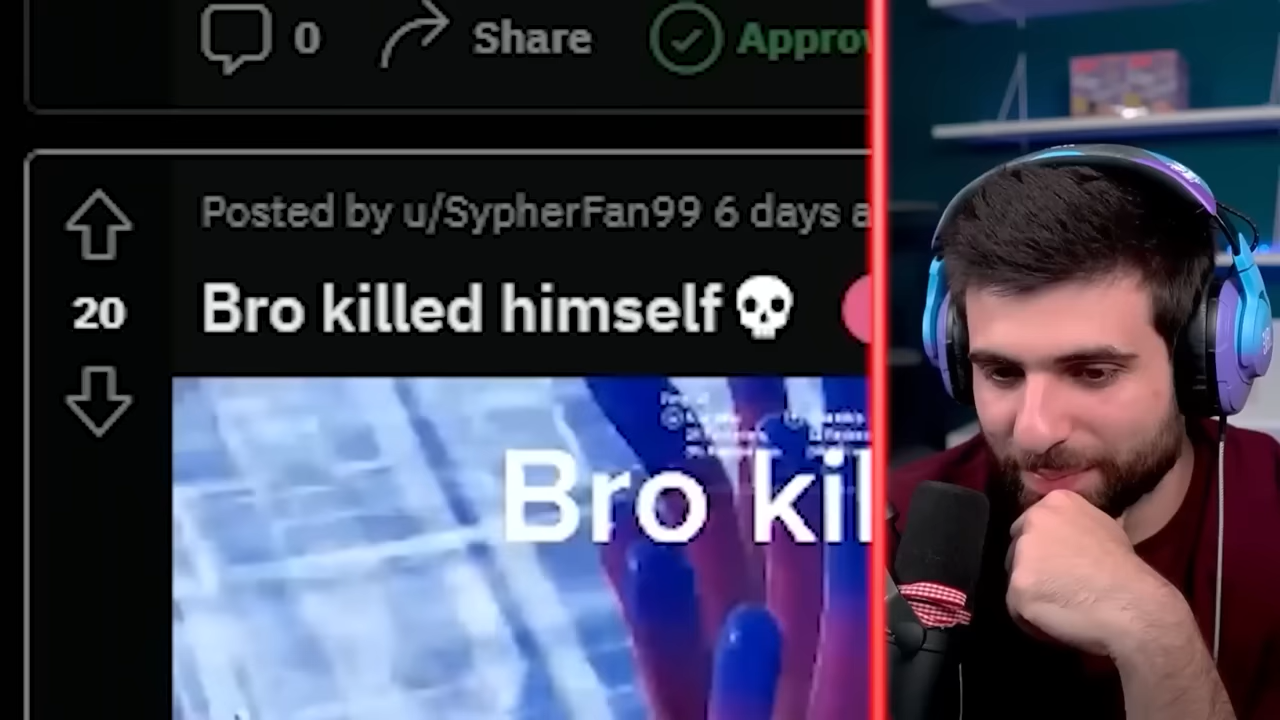 0 Share Approv
Posted by u/SypherFan99 6 days a
20
Bro killed himself💀
Bro kil